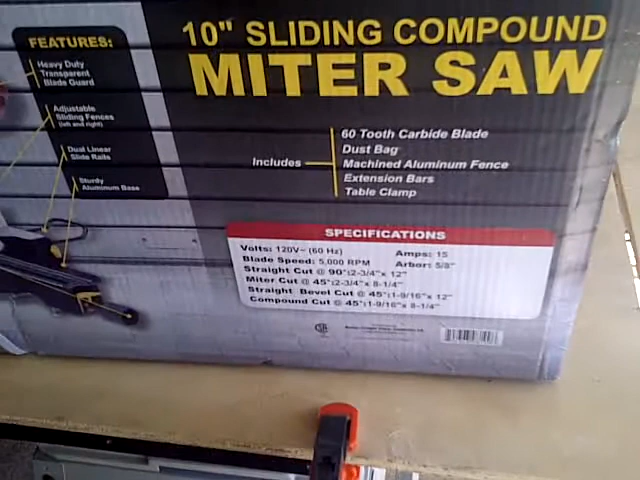 10" SLIDING COMPOUND
MITER SAW
FEATURES:
Heavy Duty
Transparent
Blade Guard
Adjustable
Sliding Fences
(left and right)
Dual Linear
Slide Rails
Sturdy
Aluminum Base
Includes
60 Tooth Carbide Blade
Dust Bag
Machined Aluminum Fence
Extension Bars
Table Clamp
SPECIFICATIONS
Volts: 120V~ (60 Hz) Amps: 15
Blade Speed: 5,000 RPM Arbor: 5/8"
Straight Cut @ 90°:2-3/4"x 12"
Miter Cut @ 45°:2-3/4"x 8-1/4"
Straight Bevel Cut @ 45°:1-9/16"x 12"
Compound Cut @ 45°:1-9/16"x 8-1/4"